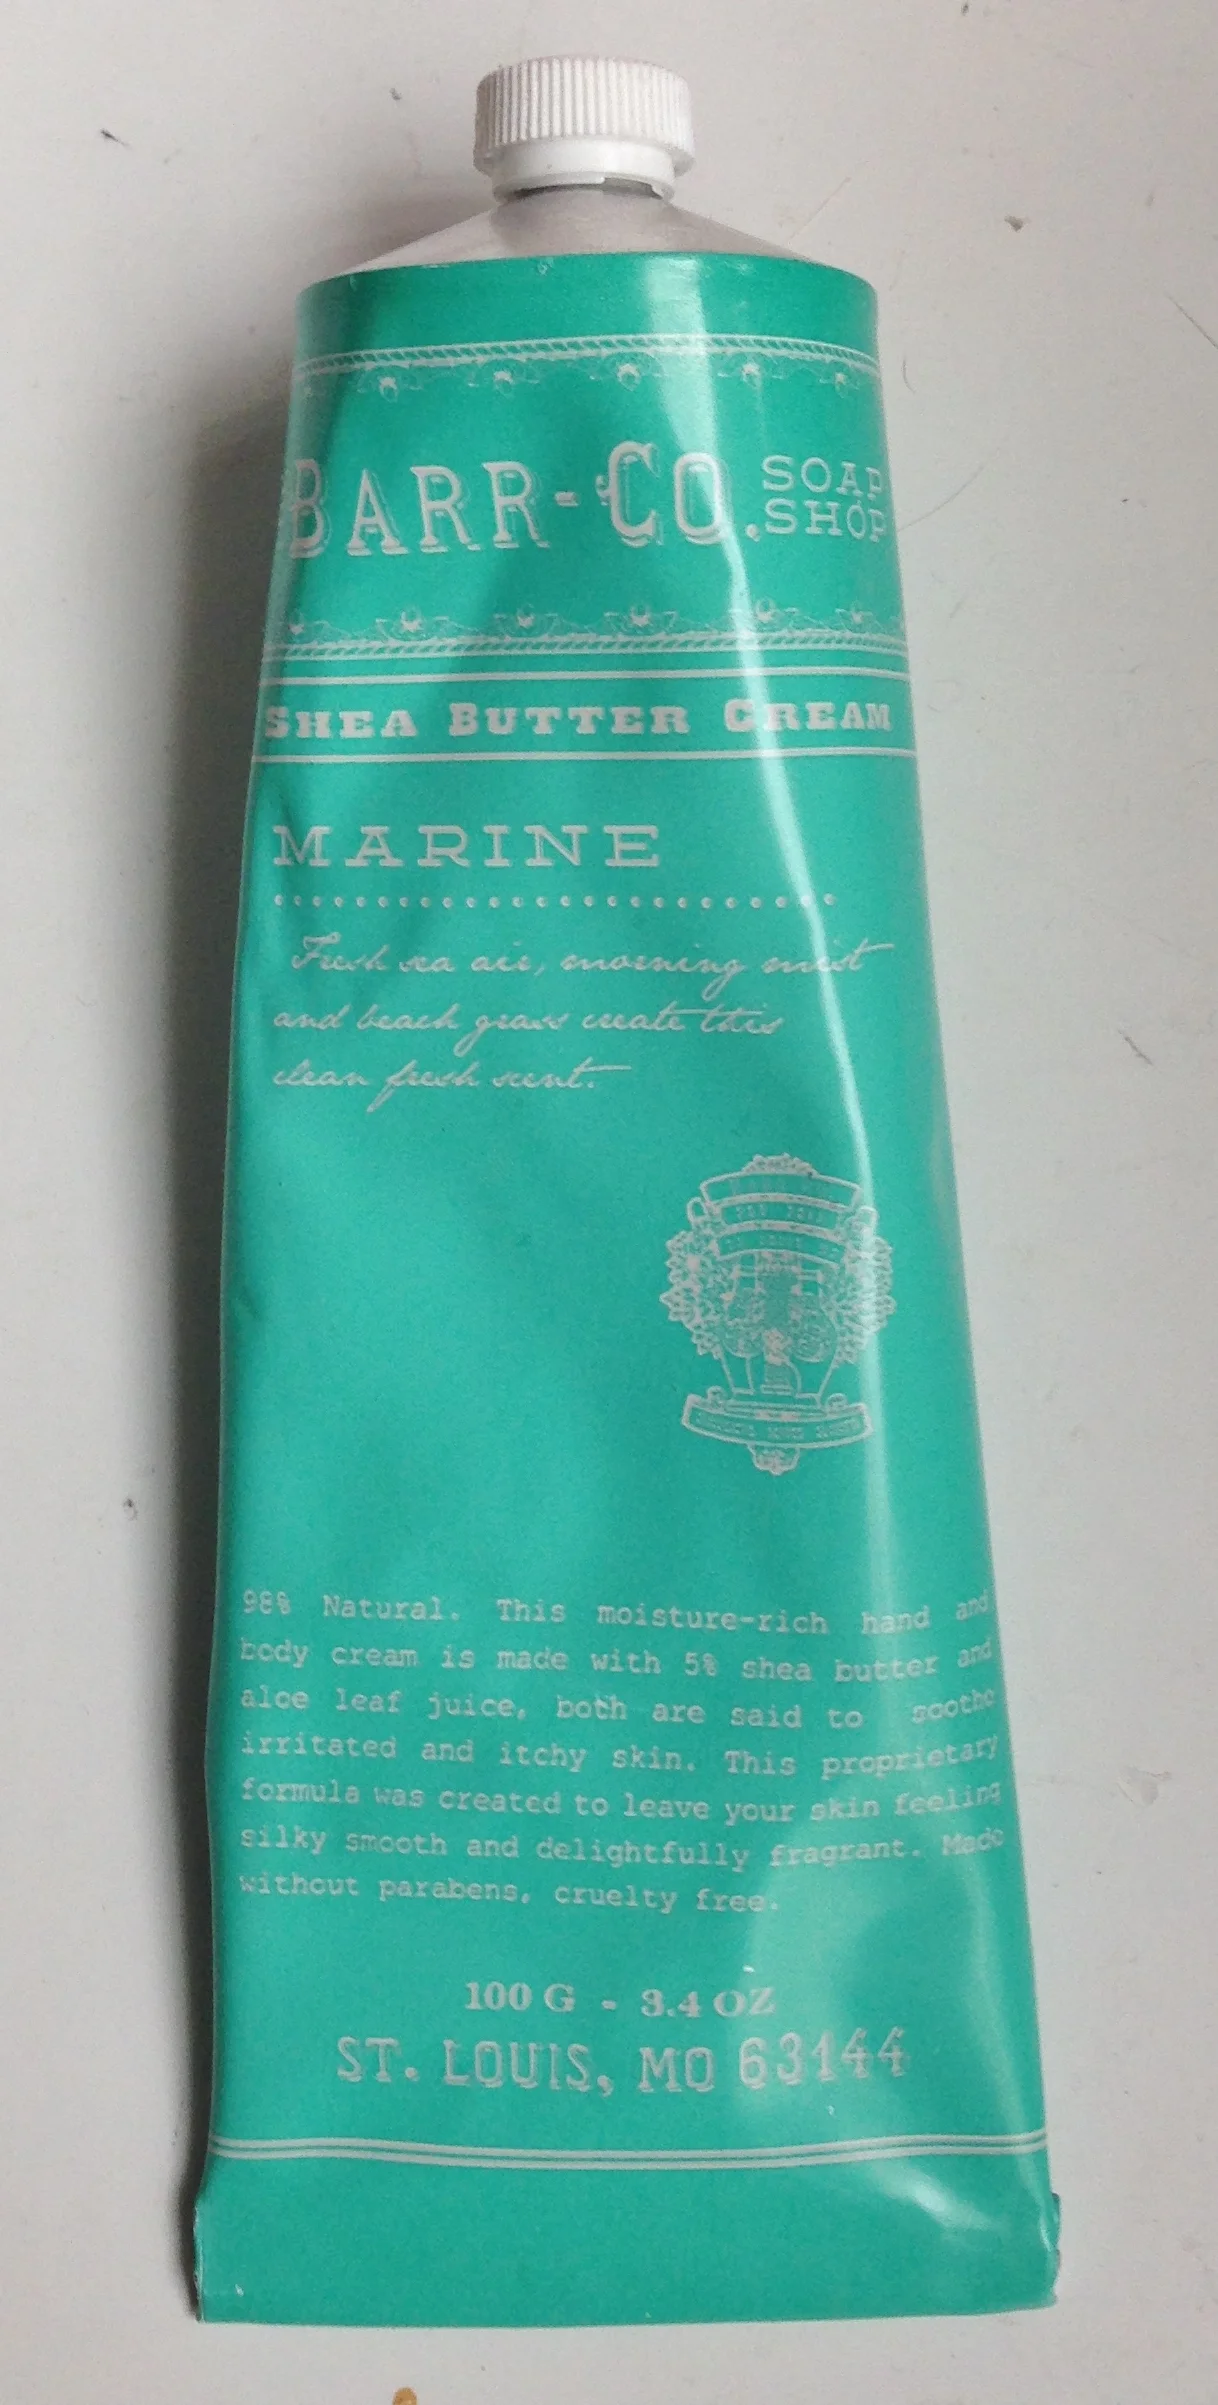 BARR-CO. SOAP SHOP
SHEA BUTTER CREAM
MARINE
Fresh sea air, morning mist
and beach grass create this
clean fresh scent.
98% Natural. This moisture-rich hand and
body cream is made with 5% shea butter and
aloe leaf juice, both are said to soothe
irritated and itchy skin. This proprietary
formula was created to leave your skin feeling
silky smooth and delightfully fragrant. Made
without parabens, cruelty free.
100 G - 3.4 OZ
ST. LOUIS, MO 63144